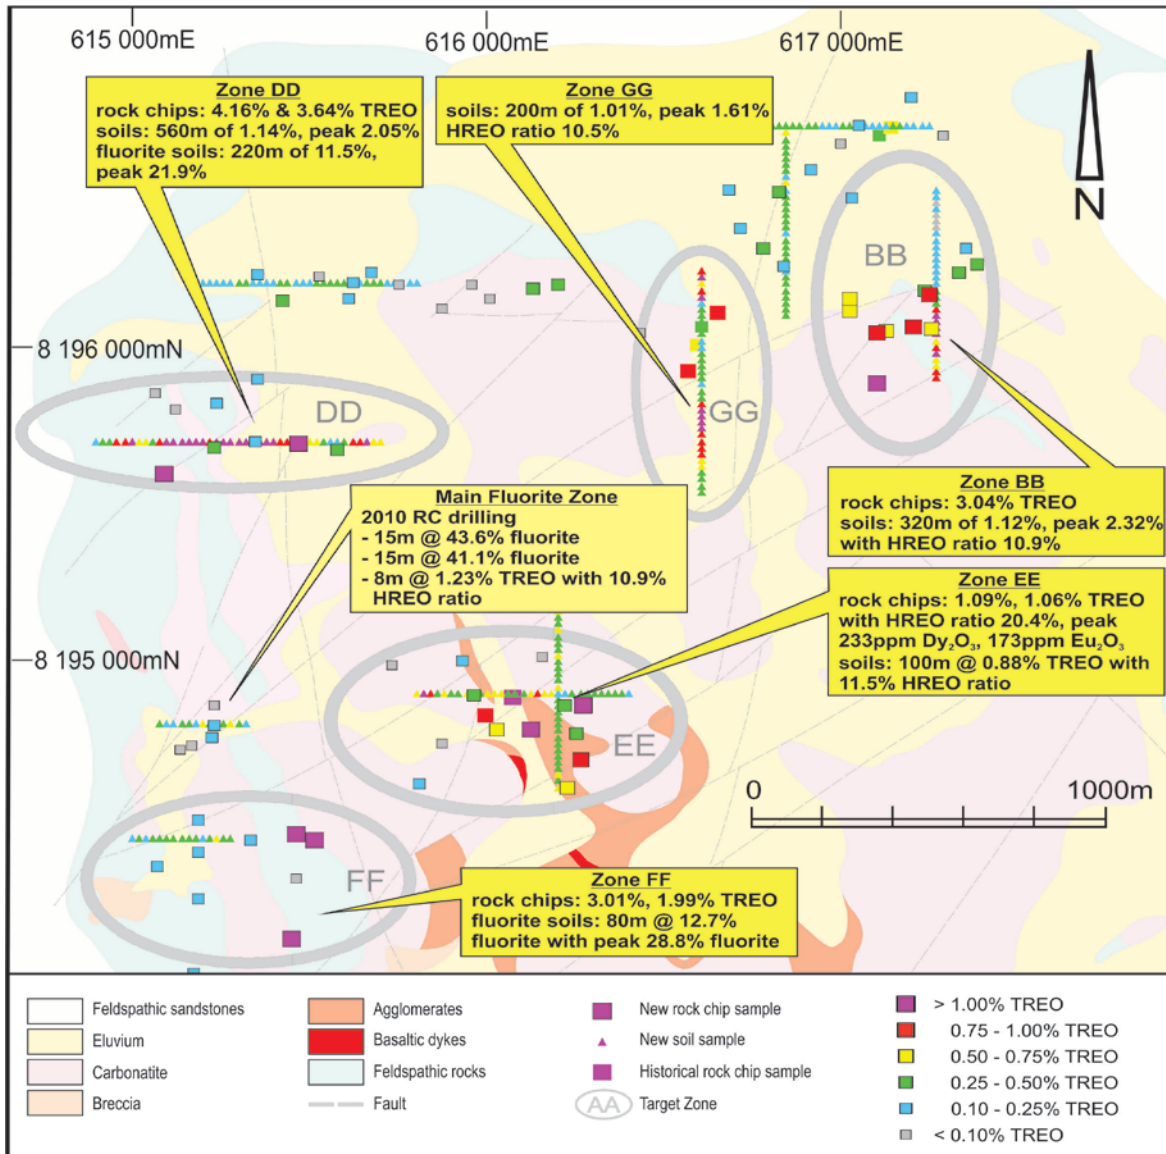 615 000mE
616 000mE
617 000mE
Zone DD
rock chips: 4.16% & 3.64% TREO
soils: 560m of 1.14%, peak 2.05%
fluorite soils: 220m of 11.5%,
peak 21.9%
Zone GG
soils: 200m of 1.01%, peak 1.61%
HREO ratio 10.5%
N
BB
8 196 000mN
DD
GG
Zone BB
rock chips: 3.04% TREO
soils: 320m of 1.12%, peak 2.32%
with HREO ratio 10.9%
Main Fluorite Zone
2010 RC drilling
- 15m @ 43.6% fluorite
- 15m @ 41.1% fluorite
- 8m @ 1.23% TREO with 10.9%
HREO ratio
Zone EE
rock chips: 1.09%, 1.06% TREO
with HREO ratio 20.4%, peak
233ppm Dy₂O₃, 173ppm Eu₂O₃
soils: 100m @ 0.88% TREO with
11.5% HREO ratio
8 195 000mN
EE
0 1000m
FF
Zone FF
rock chips: 3.01%, 1.99% TREO
fluorite soils: 80m @ 12.7%
fluorite with peak 28.8% fluorite
Feldspathic sandstones
Eluvium
Carbonatite
Breccia
Agglomerates
Basaltic dykes
Feldspathic rocks
Fault
New rock chip sample
New soil sample
Historical rock chip sample
AA Target Zone
> 1.00% TREO
0.75 - 1.00% TREO
0.50 - 0.75% TREO
0.25 - 0.50% TREO
0.10 - 0.25% TREO
< 0.10% TREO